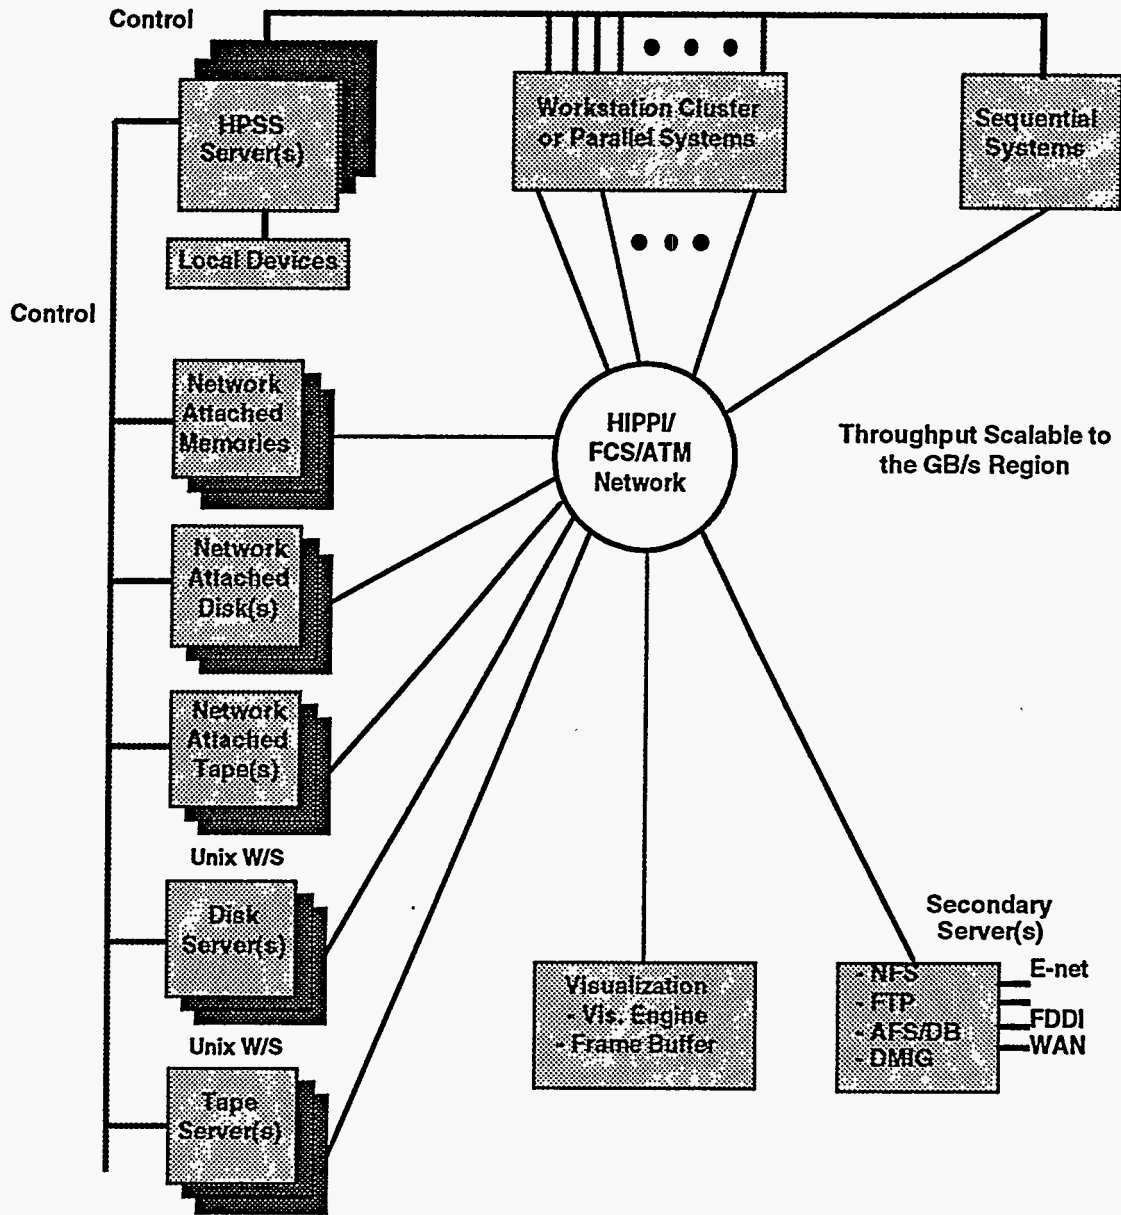 Control
HPSS
Server(s)
Local Devices
Workstation Cluster
or Parallel Systems
Sequential
Systems
Control
Network
Attached
Memories
HIPPI/
FCS/ATM
Network
Throughput Scalable to
the GB/s Region
Network
Attached
Disk(s)
Network
Attached
Tape(s)
Unix W/S
Disk
Server(s)
Unix W/S
Tape
Server(s)
Visualization
- Vis. Engine
- Frame Buffer
Secondary
Server(s)
- NFS
- FTP
- AFS/DB
- DMIG
E-net
FDDI
WAN